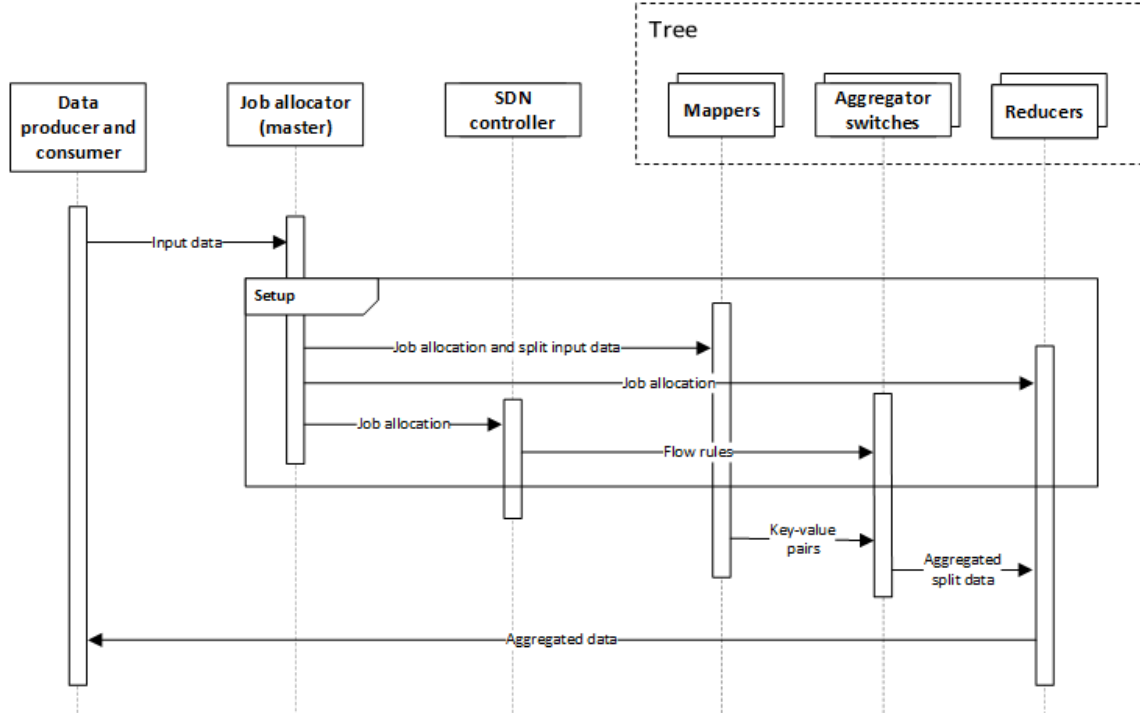 Tree
Data
producer and
consumer
Job allocator
(master)
SDN
controller
Mappers
Aggregator
switches
Reducers
Input data
Setup
Job allocation and split input data
Job allocation
Job allocation
Flow rules
Key-value
pairs
Aggregated
split data
Aggregated data